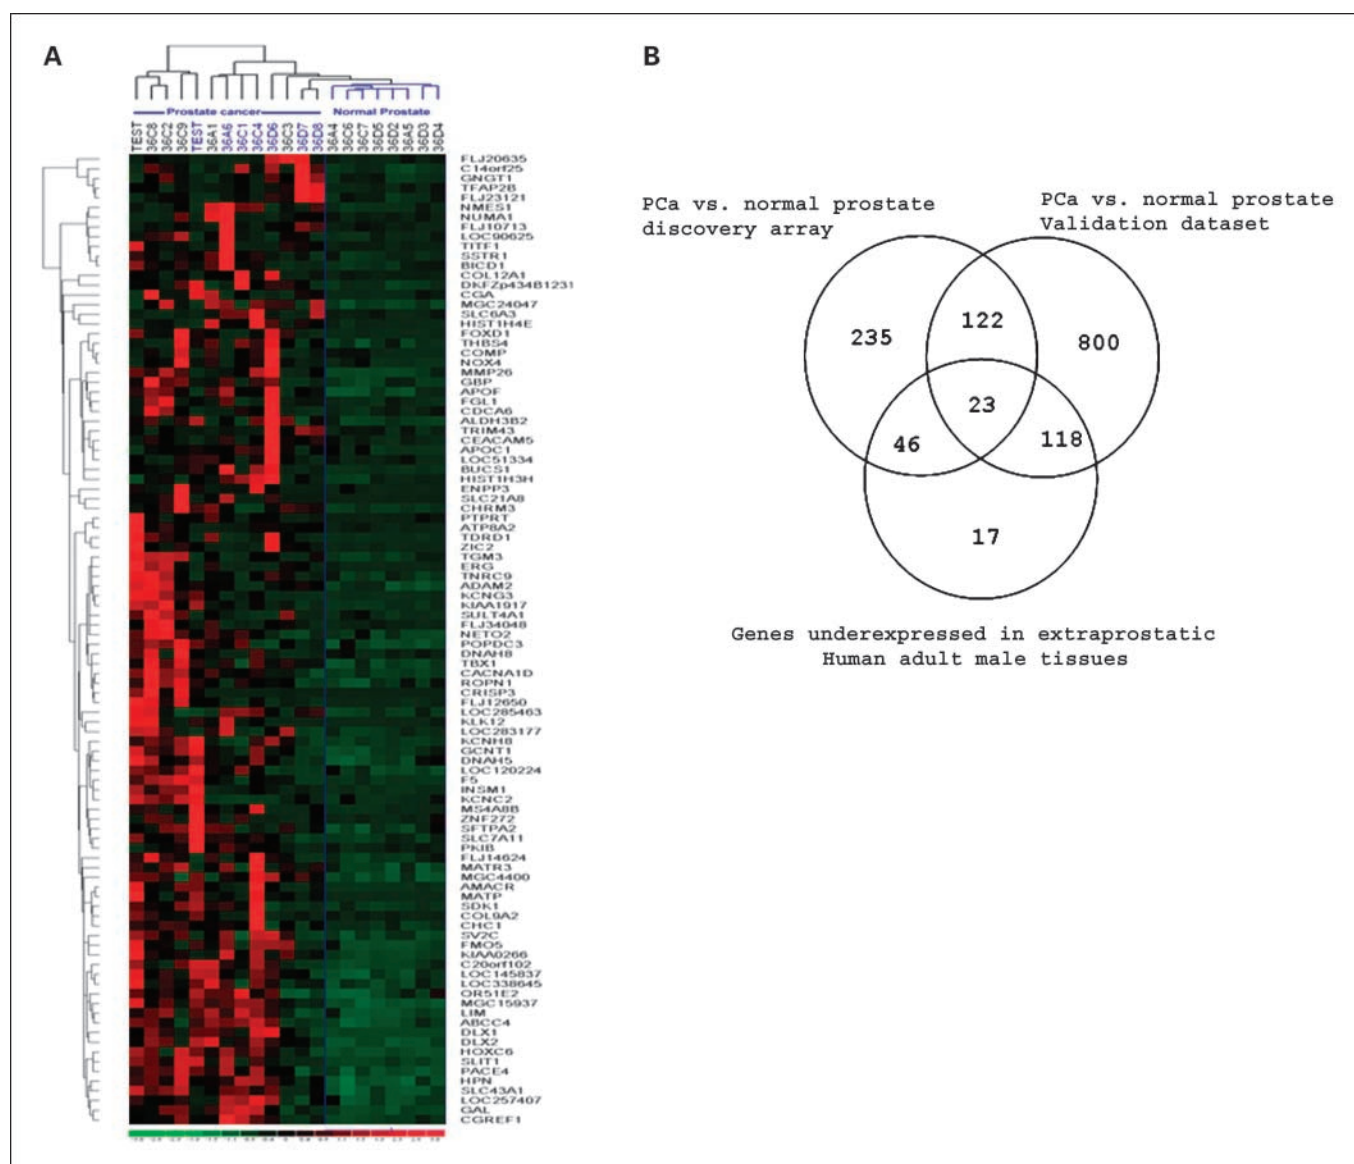 A
Prostate cancer
Normal Prostate
TEST
36C8
36C2
36C9
TEST
36A1
36A6
36C1
36C4
36D6
36C3
36D7
36D8
36A4
36C6
36C7
36D5
36D2
36A5
36D3
36D4
FLJ20635
C14orf25
GNGT1
TFAP2B
FLJ23121
NMES1
NUMA1
FLJ10713
LOC90625
TITF1
SSTR1
BICD1
COL12A1
DKFZp434B1231
CGA
MGC24047
SLC6A3
HIST1H4E
FOXD1
THBS4
COMP
NOX4
MMP26
GBP
APOF
FGL1
CDCA6
ALDH3B2
TRIM43
CEACAM5
APOC1
LOC51334
BUCS1
HIST1H3H
ENPP3
SLC21A8
CHRM3
PTPRT
ATP8A2
TDRD1
ZIC2
TGM3
ERG
TNRC9
ADAM2
KCNG3
KIAA1917
SULT4A1
FLJ34048
NETO2
POPDC3
DNAH8
TBX1
CACNA1D
ROPN1
CRISP3
FLJ12650
LOC285463
KLK12
LOC283177
KCNH8
GCNT1
DNAH5
LOC120224
F5
INSM1
KCNC2
MS4A8B
ZNF272
SFTPA2
SLC7A11
PKIB
FLJ14624
MATR3
MGC4400
AMACR
MATP
SDK1
COL9A2
CHC1
SV2C
FMO5
KIAA0266
C20orf102
LOC145837
LOC338645
OR51E2
MGC15937
LIM
ABCC4
DLX1
DLX2
HOXC6
SLIT1
PACE4
HPN
SLC43A1
LOC257407
GAL
CGREF1
B
PCa vs. normal prostate
discovery array
PCa vs. normal prostate
Validation dataset
235
122
800
23
46
118
17
Genes underexpressed in extraprostatic
Human adult male tissues